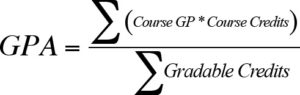 GPA = ∑ (Course GP * Course Credits)
∑ Gradable Credits